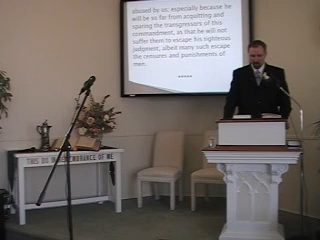 abused by us; especially because he
will be so far from acquitting and
sparing the transgressors of this
commandment, as that he will not
suffer them to escape his righteous
judgment, albeit many such escape
the censures and punishments of
men.
*****
THIS DO IN REMEMBRANCE OF ME